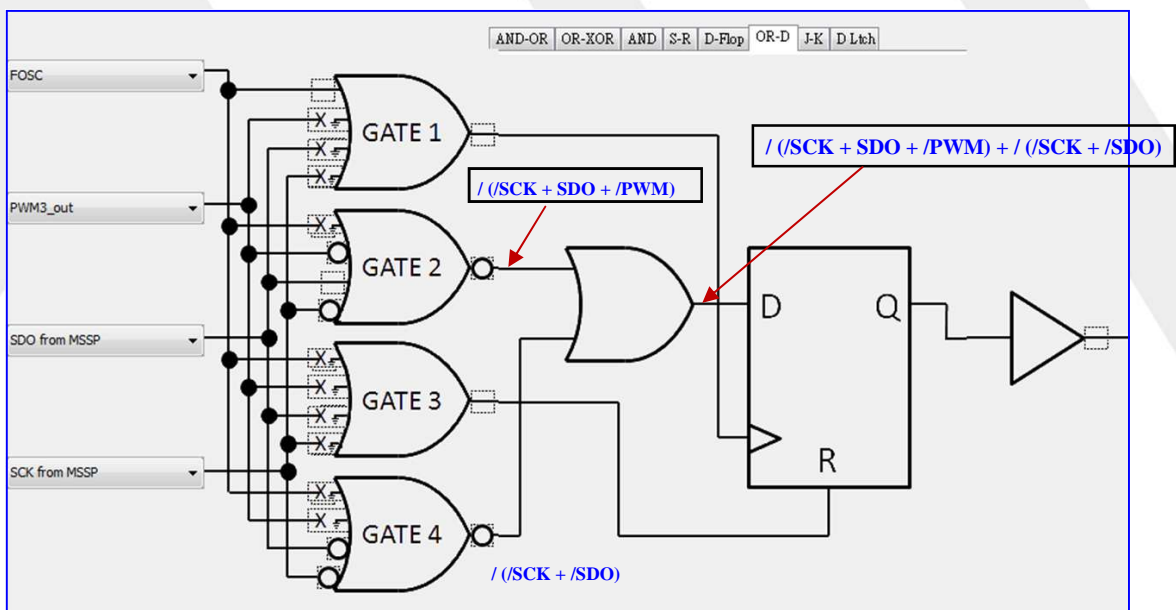 AND-OR OR-XOR AND S-R D-Flop OR-D J-K D Ltch
FOSC
X
GATE 1
X
X
/ (/SCK + SDO + /PWM) + / (/SCK + /SDO)
/ (/SCK + SDO + /PWM)
PWM3_out
X
GATE 2
D
Q
SDO from MSSP
X
X
GATE 3
X
X
R
SCK from MSSP
X
X
GATE 4
/ (/SCK + /SDO)